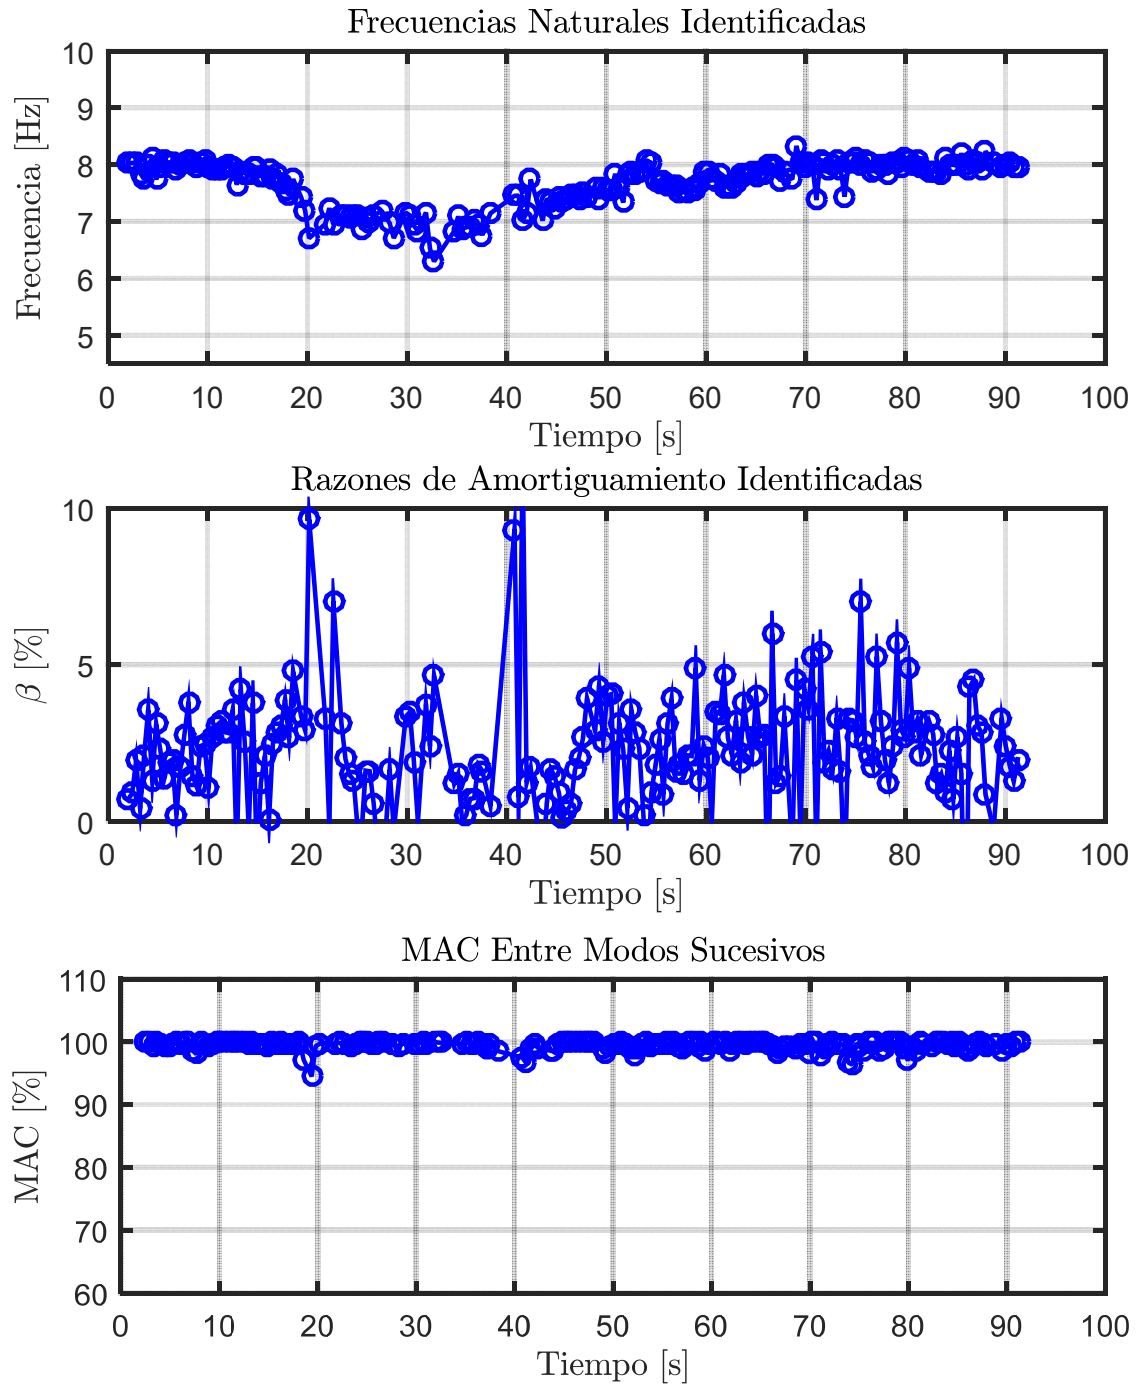 Frecuencias Naturales Identificadas
10
9
8
7
6
5
Frecuencia [Hz]
0 10 20 30 40 50 60 70 80 90 100
Tiempo [s]
Razones de Amortiguamiento Identificadas
10
5
0
β [%]
0 10 20 30 40 50 60 70 80 90 100
Tiempo [s]
MAC Entre Modos Sucesivos
110
100
90
80
70
60
MAC [%]
0 10 20 30 40 50 60 70 80 90 100
Tiempo [s]